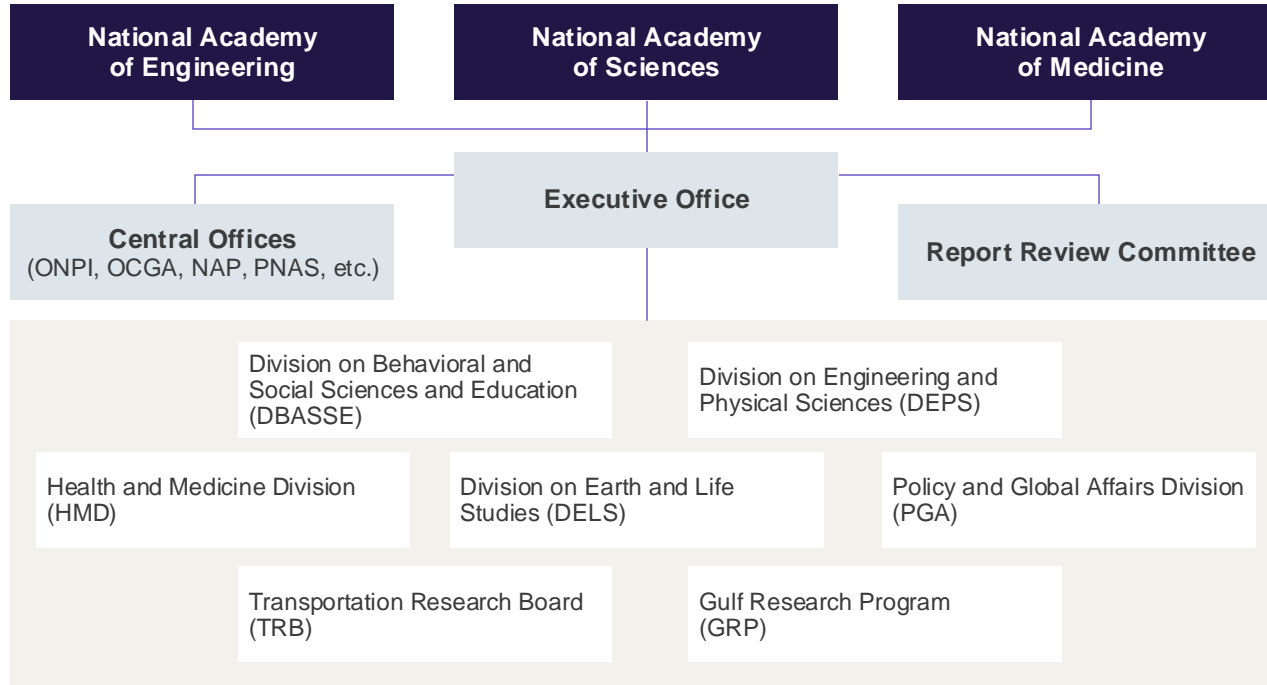 National Academy
of Engineering
National Academy
of Sciences
National Academy
of Medicine
Executive Office
Central Offices
(ONPI, OCGA, NAP, PNAS, etc.)
Report Review Committee
Division on Behavioral and
Social Sciences and Education
(DBASSE)
Division on Engineering and
Physical Sciences (DEPS)
Health and Medicine Division
(HMD)
Division on Earth and Life
Studies (DELS)
Policy and Global Affairs Division
(PGA)
Transportation Research Board
(TRB)
Gulf Research Program
(GRP)